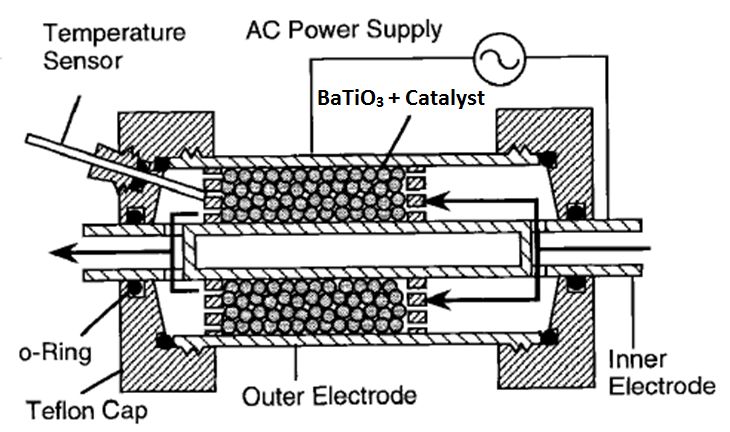 Temperature
Sensor
AC Power Supply
BaTiO₃ + Catalyst
o-Ring
Teflon Cap
Outer Electrode
Inner
Electrode